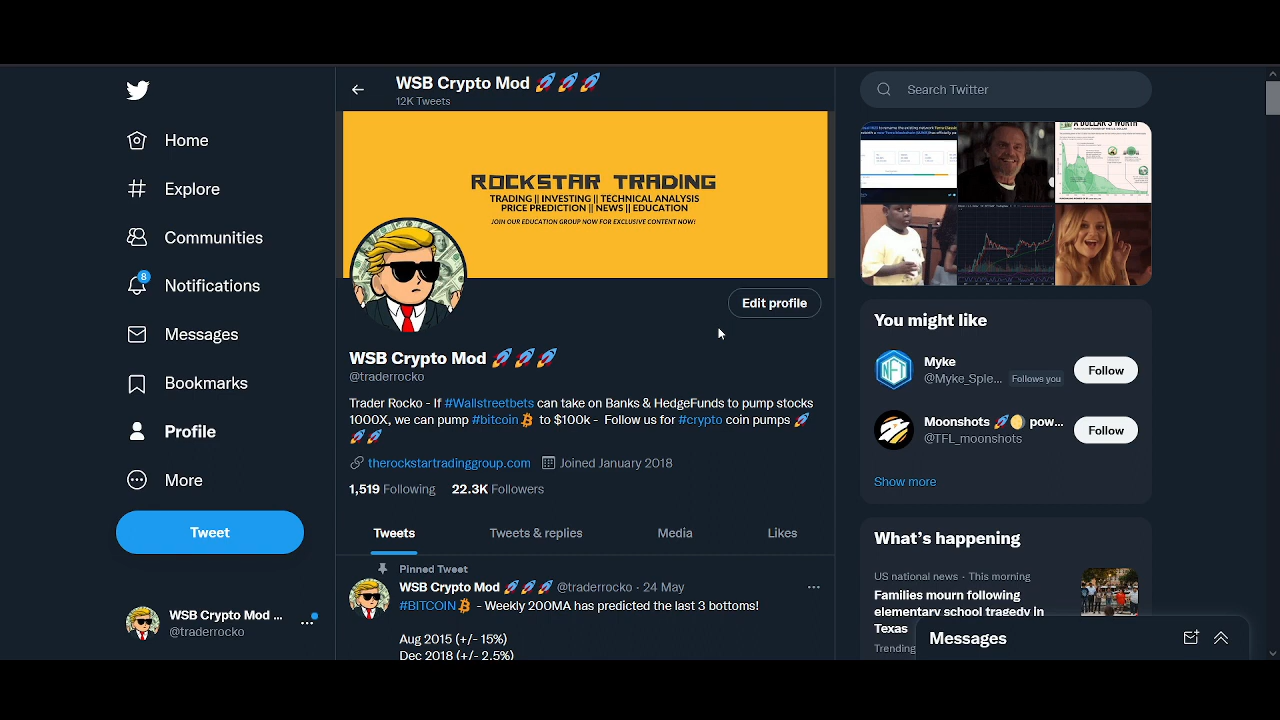 WSB Crypto Mod 🚀🚀🚀
12K Tweets
Home
Explore
Communities
8
Notifications
Messages
Bookmarks
Profile
More
Tweet
WSB Crypto Mod ...
@traderrocko
ROCKSTAR TRADING
TRADING || INVESTING || TECHNICAL ANALYSIS
PRICE PREDICTION || NEWS || EDUCATION
JOIN OUR EDUCATION GROUP NOW FOR EXCLUSIVE CONTENT NOW!
Edit profile
WSB Crypto Mod 🚀🚀🚀
@traderrocko
Trader Rocko - If #Wallstreetbets can take on Banks & HedgeFunds to pump stocks
1000X, we can pump #bitcoin to $100k - Follow us for #crypto coin pumps 🚀
🚀🚀
therockstartradinggroup.com Joined January 2018
1,519 Following 22.3K Followers
Tweets Tweets & replies Media Likes
Pinned Tweet
WSB Crypto Mod 🚀🚀🚀 @traderrocko · 24 May
#BITCOIN - Weekly 200MA has predicted the last 3 bottoms!
Aug 2015 (+/- 15%)
Dec 2018 (+/- 2.5%)
Search Twitter
A DOLLAR'S WORTH
You might like
Myke
@Myke_Sple... Follows you
Follow
Moonshots 🚀🌖 pow...
@TFL_moonshots
Follow
Show more
What's happening
US national news · This morning
Families mourn following
elementary school tragedy in
Texas
Trending
Messages